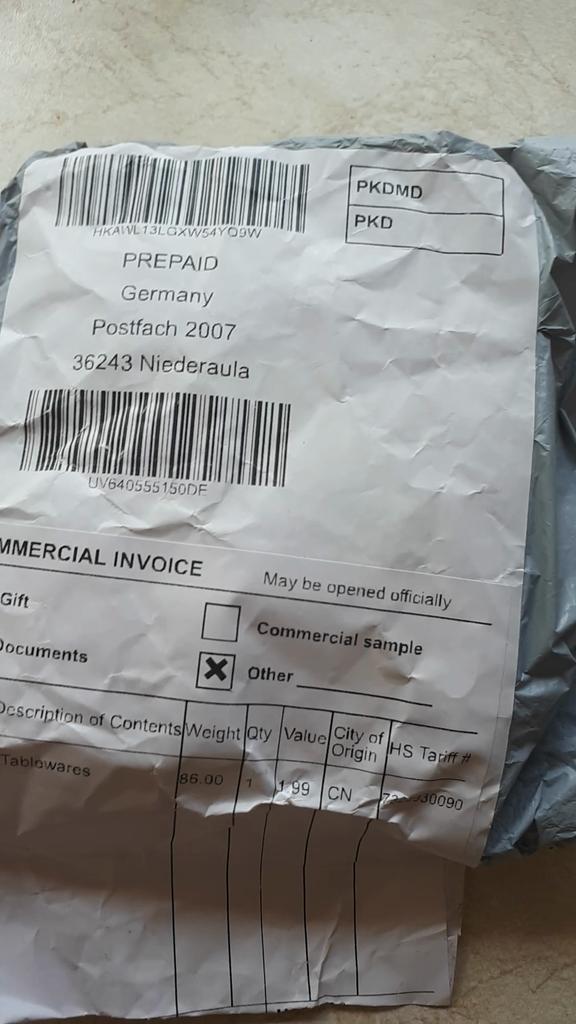 HKAWL13LGXW54YO9W
PKDMD
PKD
PREPAID
Germany
Postfach 2007
36243 Niederaula
UV640555150DE
MMERCIAL INVOICE
May be opened officially
Gift
Commercial sample
Documents
Other
Description of Contents Weight Qty Value City of Origin HS Tariff #
Tablewares 86.00 1 1.99 CN